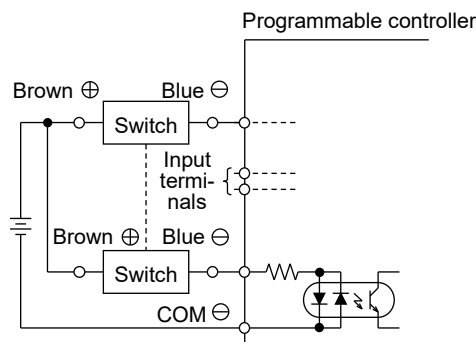 Programmable controller
Brown ⊕
Blue ⊖
Switch
Input
termi-
nals
Brown ⊕
Blue ⊖
Switch
COM ⊖